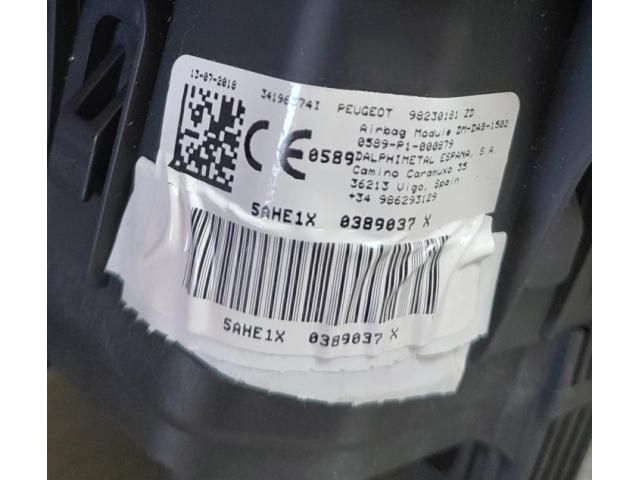 13-07-2018
34196374I PEUGEOT 98230181 ZD
Airbag Module DM-DAB-1502
0589-P1-000879
CE 0589 DALPHIMETAL ESPANA, S.A.
Camino Caramuxo 35
36213 Vigo, Spain
+34 986293129
5AHE1X 0389037 X
5AHE1X 0389037 X